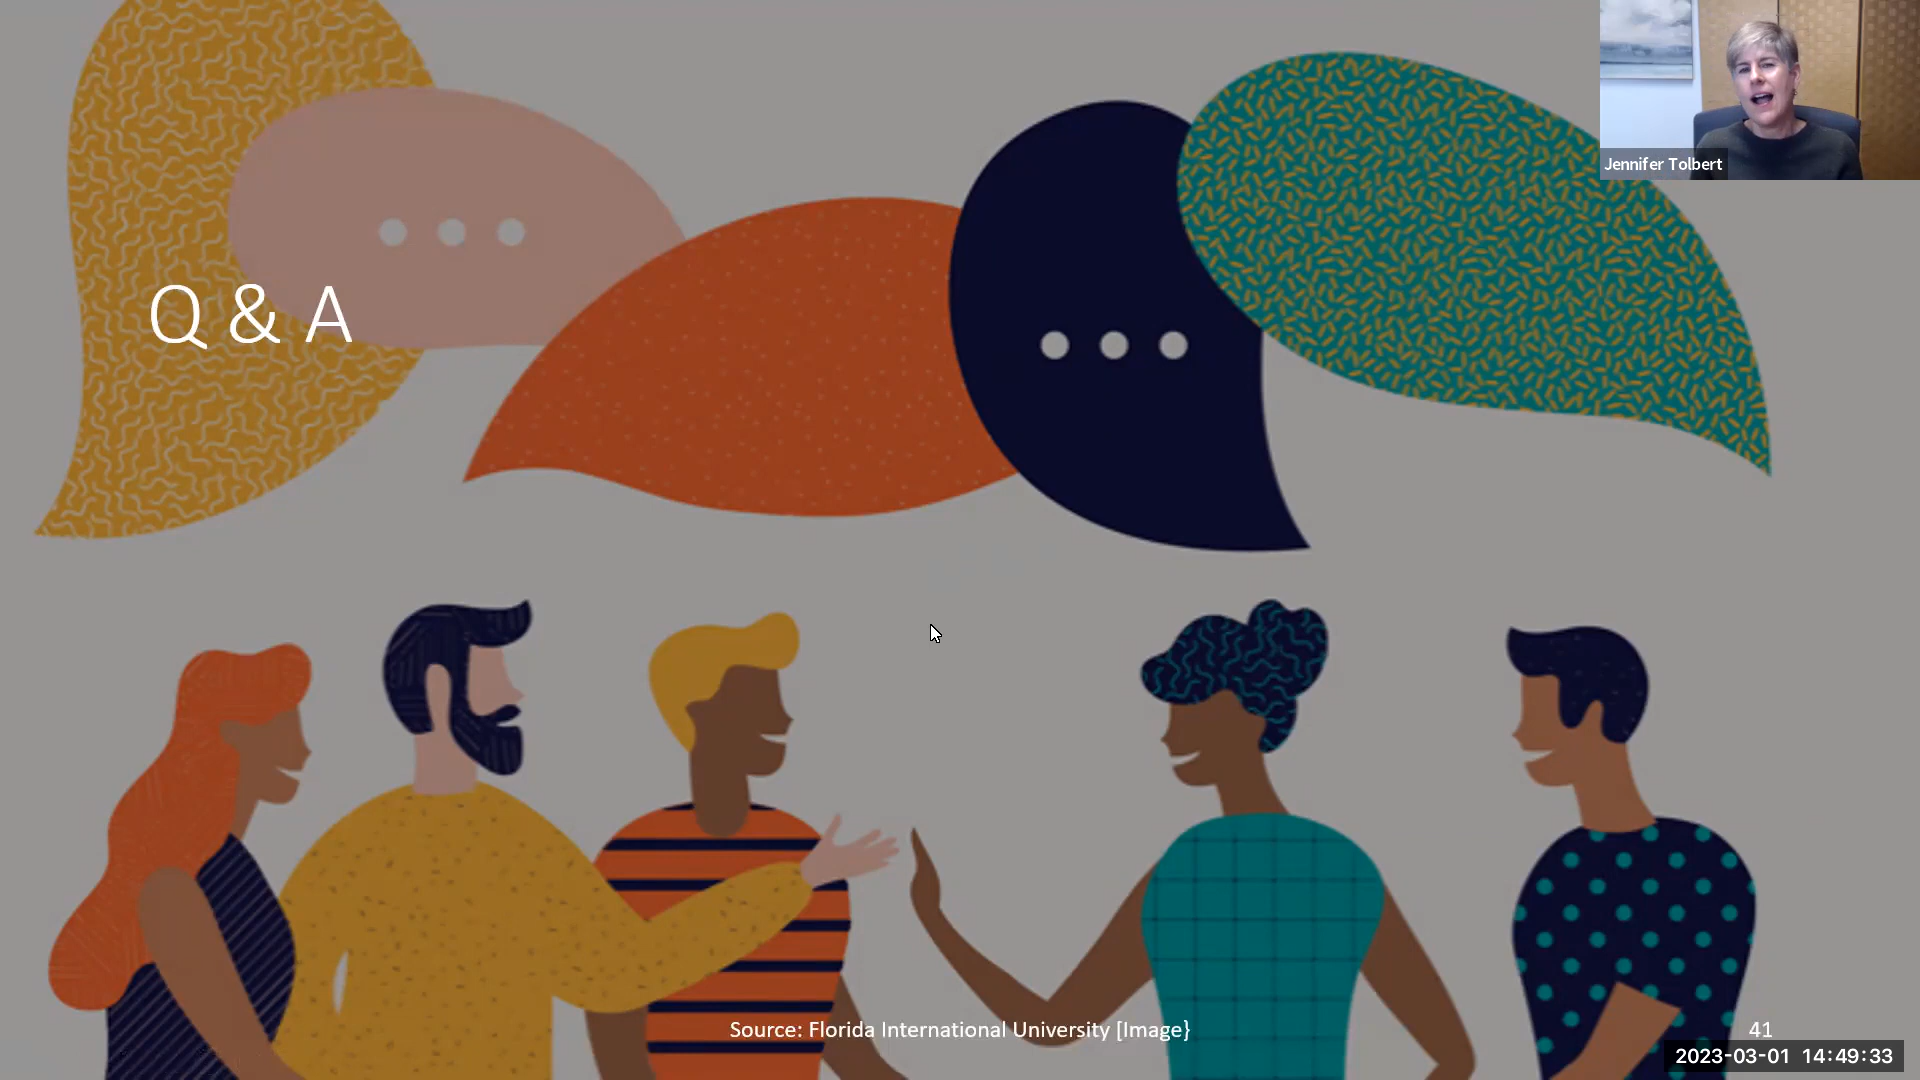 Jennifer Tolbert
Q & A
Source: Florida International University [Image}
41
2023-03-01 14:49:33